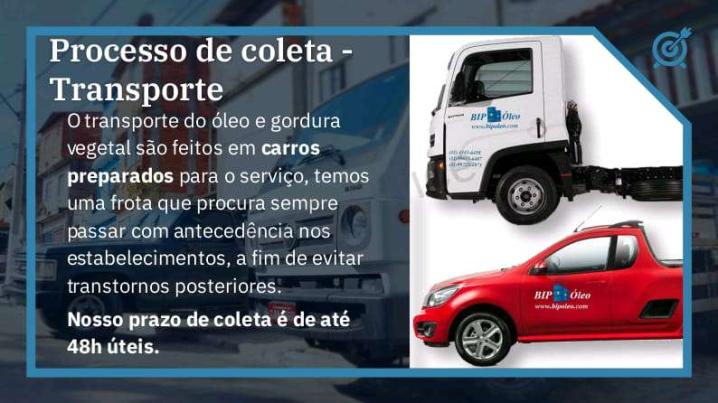 Processo de coleta -
Transporte
O transporte do óleo e gordura
vegetal são feitos em carros
preparados para o serviço, temos
uma frota que procura sempre
passar com antecedência nos
estabelecimentos, a fim de evitar
transtornos posteriores.
Nosso prazo de coleta é de até
48h úteis.
BIP Óleo
www.bipoleo.com
BIP Óleo
www.bipoleo.com